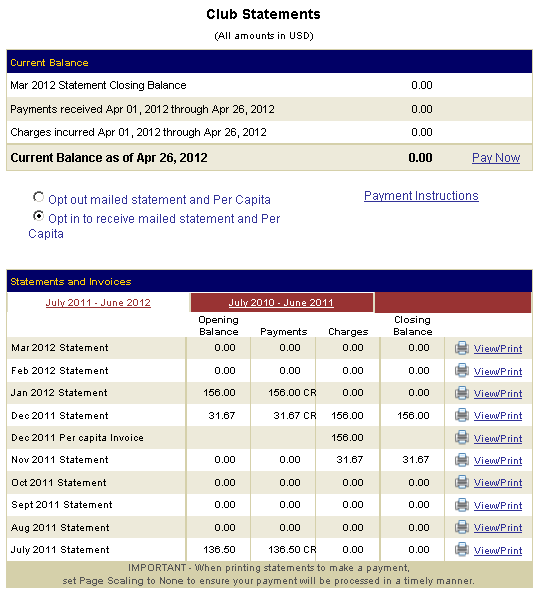 Club Statements
(All amounts in USD)
Current Balance
Mar 2012 Statement Closing Balance 0.00
Payments received Apr 01, 2012 through Apr 26, 2012 0.00
Charges incurred Apr 01, 2012 through Apr 26, 2012 0.00
Current Balance as of Apr 26, 2012 0.00 Pay Now
Opt out mailed statement and Per Capita Payment Instructions
Opt in to receive mailed statement and Per
Capita
Statements and Invoices
July 2011 - June 2012 July 2010 - June 2011
Opening Closing
Balance Payments Charges Balance
Mar 2012 Statement 0.00 0.00 0.00 0.00 View/Print
Feb 2012 Statement 0.00 0.00 0.00 0.00 View/Print
Jan 2012 Statement 156.00 156.00 CR 0.00 0.00 View/Print
Dec 2011 Statement 31.67 31.67 CR 156.00 156.00 View/Print
Dec 2011 Per capita Invoice 156.00 View/Print
Nov 2011 Statement 0.00 0.00 31.67 31.67 View/Print
Oct 2011 Statement 0.00 0.00 0.00 0.00 View/Print
Sept 2011 Statement 0.00 0.00 0.00 0.00 View/Print
Aug 2011 Statement 0.00 0.00 0.00 0.00 View/Print
July 2011 Statement 136.50 136.50 CR 0.00 0.00 View/Print
IMPORTANT - When printing statements to make a payment,
set Page Scaling to None to ensure your payment will be processed in a timely manner.